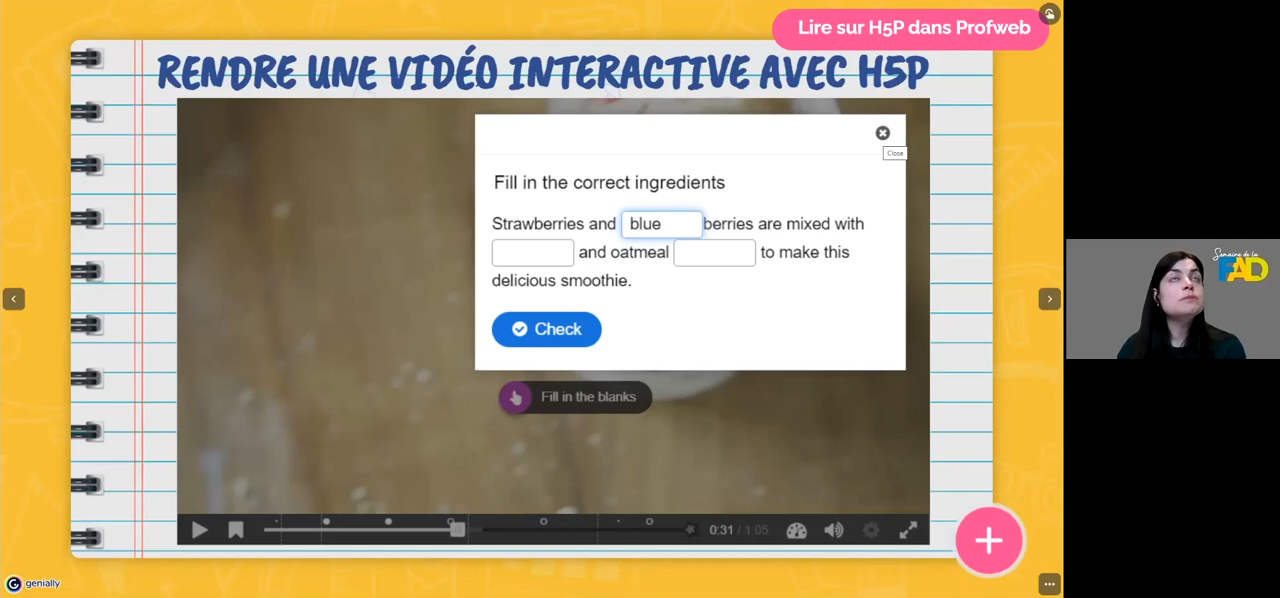 Lire sur H5P dans Profweb
RENDRE UNE VIDÉO INTERACTIVE AVEC H5P
Close
Fill in the correct ingredients
Strawberries and blue berries are mixed with
and oatmeal to make this
delicious smoothie.
Check
Fill in the blanks
0:31 / 1:05
Semaine de la
FAD
genially